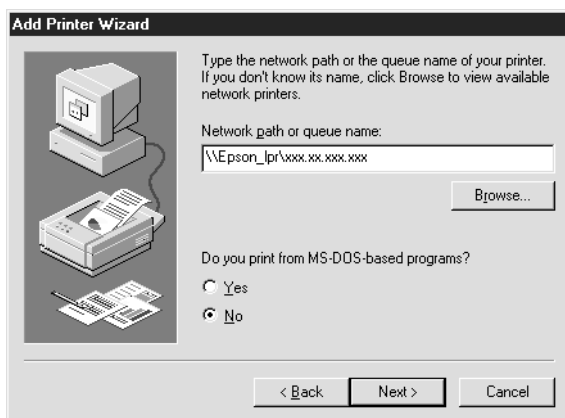 Add Printer Wizard
Type the network path or the queue name of your printer.
If you don't know its name, click Browse to view available
network printers.
Network path or queue name:
\\Epson_lpr\xxx.xx.xxx.xxx
Browse...
Do you print from MS-DOS-based programs?
Yes
No
< Back
Next >
Cancel